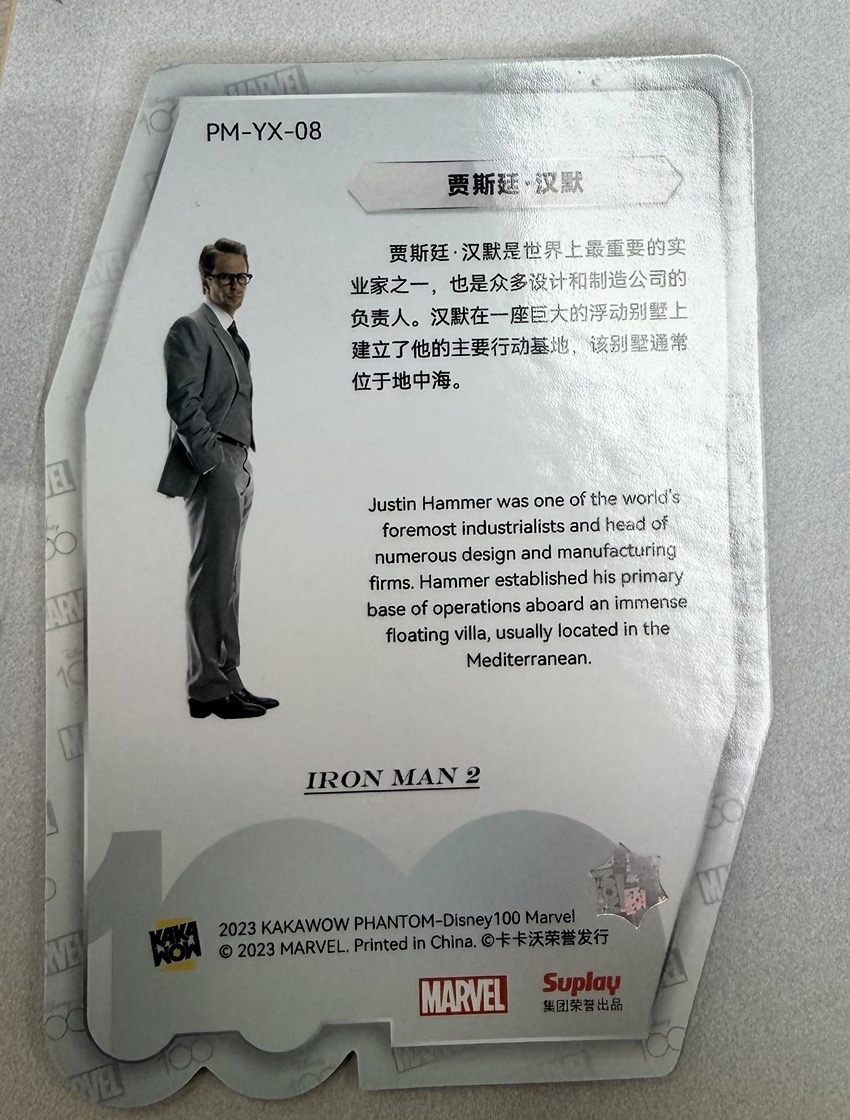 PM-YX-08
贾斯廷·汉默
贾斯廷·汉默是世界上最重要的实
业家之一，也是众多设计和制造公司的
负责人。汉默在一座巨大的浮动别墅上
建立了他的主要行动基地，该别墅通常
位于地中海。
Justin Hammer was one of the world's
foremost industrialists and head of
numerous design and manufacturing
firms. Hammer established his primary
base of operations aboard an immense
floating villa, usually located in the
Mediterranean.
IRON MAN 2
100
KAKA
WOW
2023 KAKAWOW PHANTOM-Disney100 Marvel
© 2023 MARVEL. Printed in China. ©卡卡沃荣誉发行
MARVEL
Suplay
集团荣誉出品